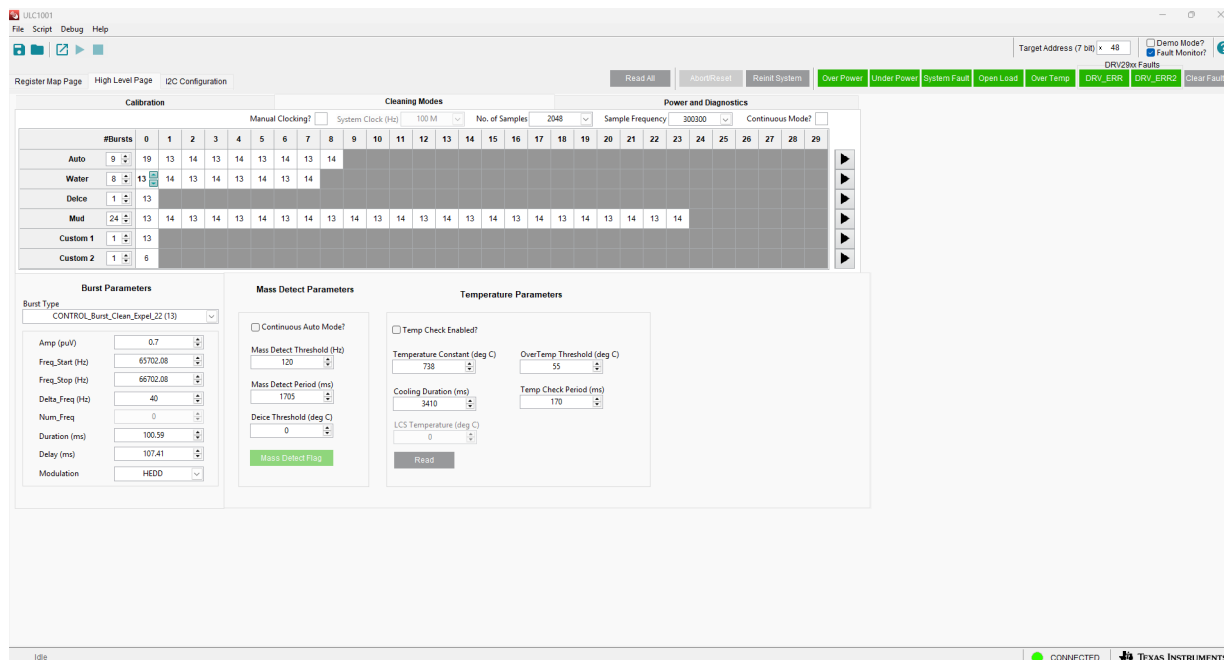 ULC1001
File Script Debug Help
Target Address (7 bit) x 48 Demo Mode? Fault Monitor?
DRV29xx Faults
Register Map Page High Level Page I2C Configuration Read All Abort/Reset Reinit System Over Power Under Power System Fault Open Load Over Temp DRV_ERR DRV_ERR2 Clear Fault
Calibration Cleaning Modes Power and Diagnostics
Manual Clocking? System Clock (Hz) 100 M No. of Samples 2048 Sample Frequency 300300 Continuous Mode?
#Bursts 0 1 2 3 4 5 6 7 8 9 10 11 12 13 14 15 16 17 18 19 20 21 22 23 24 25 26 27 28 29
Auto 9 19 13 14 13 14 13 14 13 14
Water 8 13 14 13 14 13 14 13 14
DeIce 1 13
Mud 24 13 14 13 14 13 14 13 14 13 14 13 14 13 14 13 14 13 14 13 14 13 14 13 14
Custom 1 1 13
Custom 2 1 6
Burst Parameters
Burst Type
CONTROL_Burst_Clean_Expel_22 (13)
Amp (puV) 0.7
Freq_Start (Hz) 65702.08
Freq_Stop (Hz) 66702.08
Delta_Freq (Hz) 40
Num_Freq 0
Duration (ms) 100.59
Delay (ms) 107.41
Modulation HEDD
Mass Detect Parameters
Continuous Auto Mode?
Mass Detect Threshold (Hz)
120
Mass Detect Period (ms)
1705
Deice Threshold (deg C)
0
Mass Detect Flag
Temperature Parameters
Temp Check Enabled?
Temperature Constant (deg C) OverTemp Threshold (deg C)
738 55
Cooling Duration (ms) Temp Check Period (ms)
3410 170
LCS Temperature (deg C)
0
Read
Idle CONNECTED TEXAS INSTRUMENTS